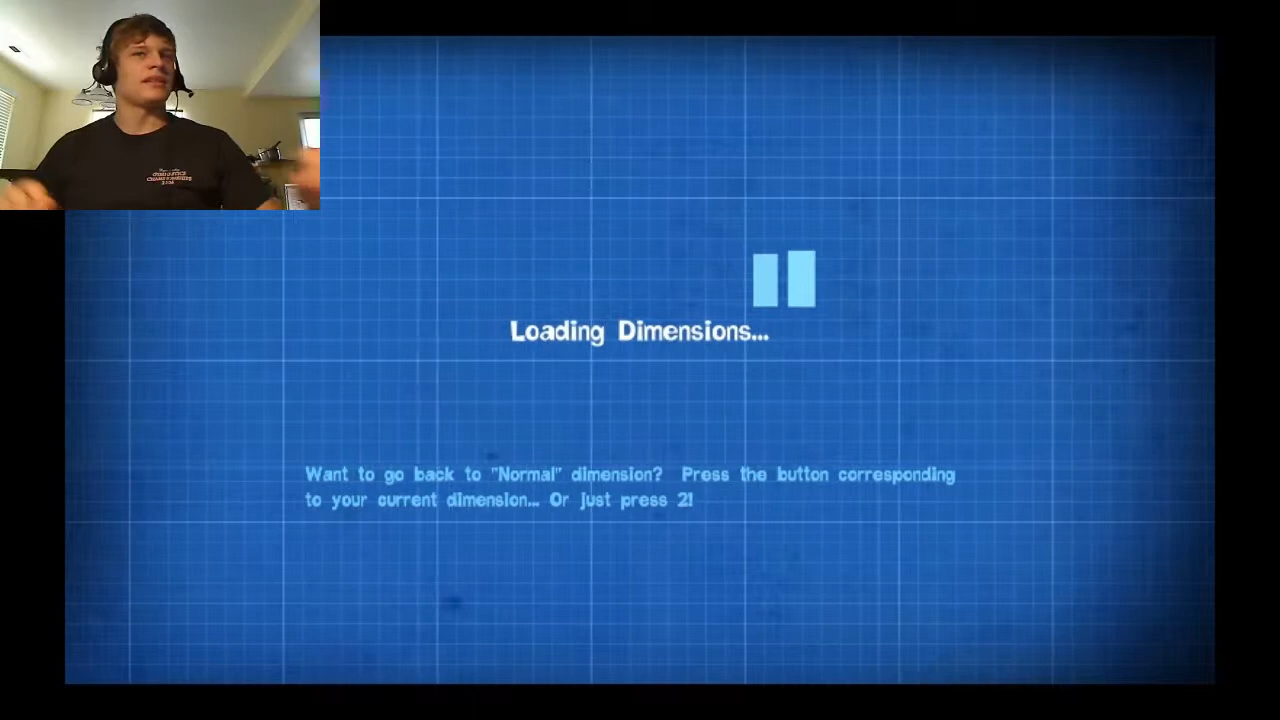 Loading Dimensions...
Want to go back to "Normal" dimension? Press the button corresponding
to your current dimension... Or just press 2!